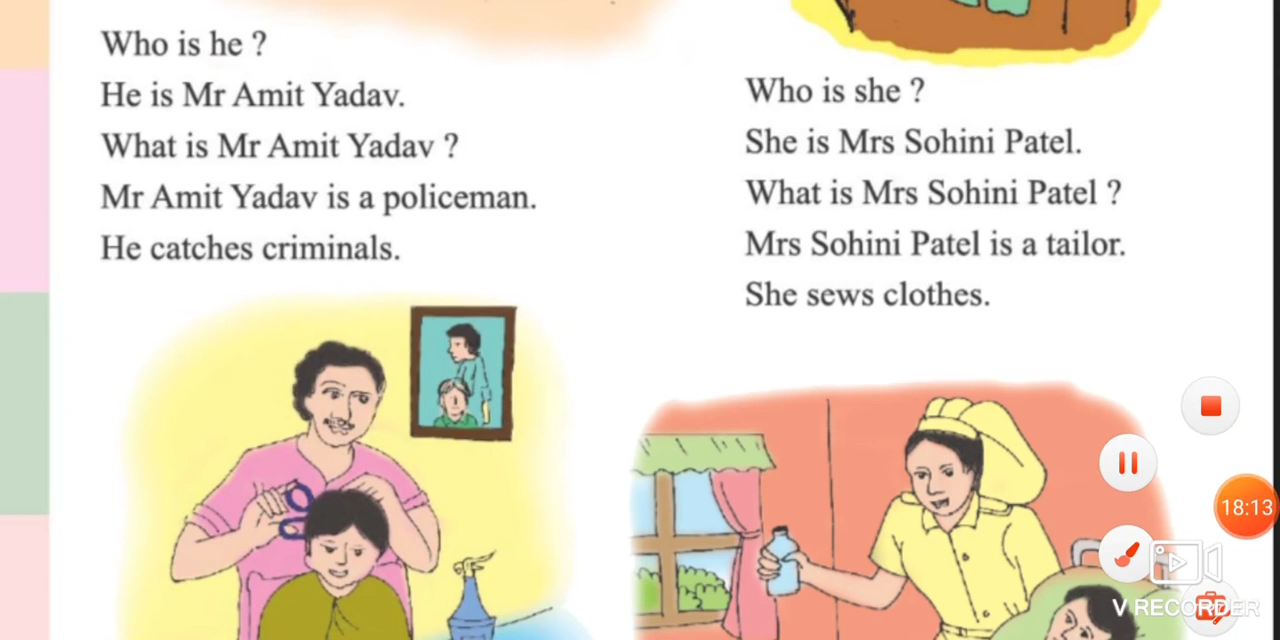 Who is he ?
He is Mr Amit Yadav.
What is Mr Amit Yadav ?
Mr Amit Yadav is a policeman.
He catches criminals.
Who is she ?
She is Mrs Sohini Patel.
What is Mrs Sohini Patel ?
Mrs Sohini Patel is a tailor.
She sews clothes.
18:13
V RECORDER